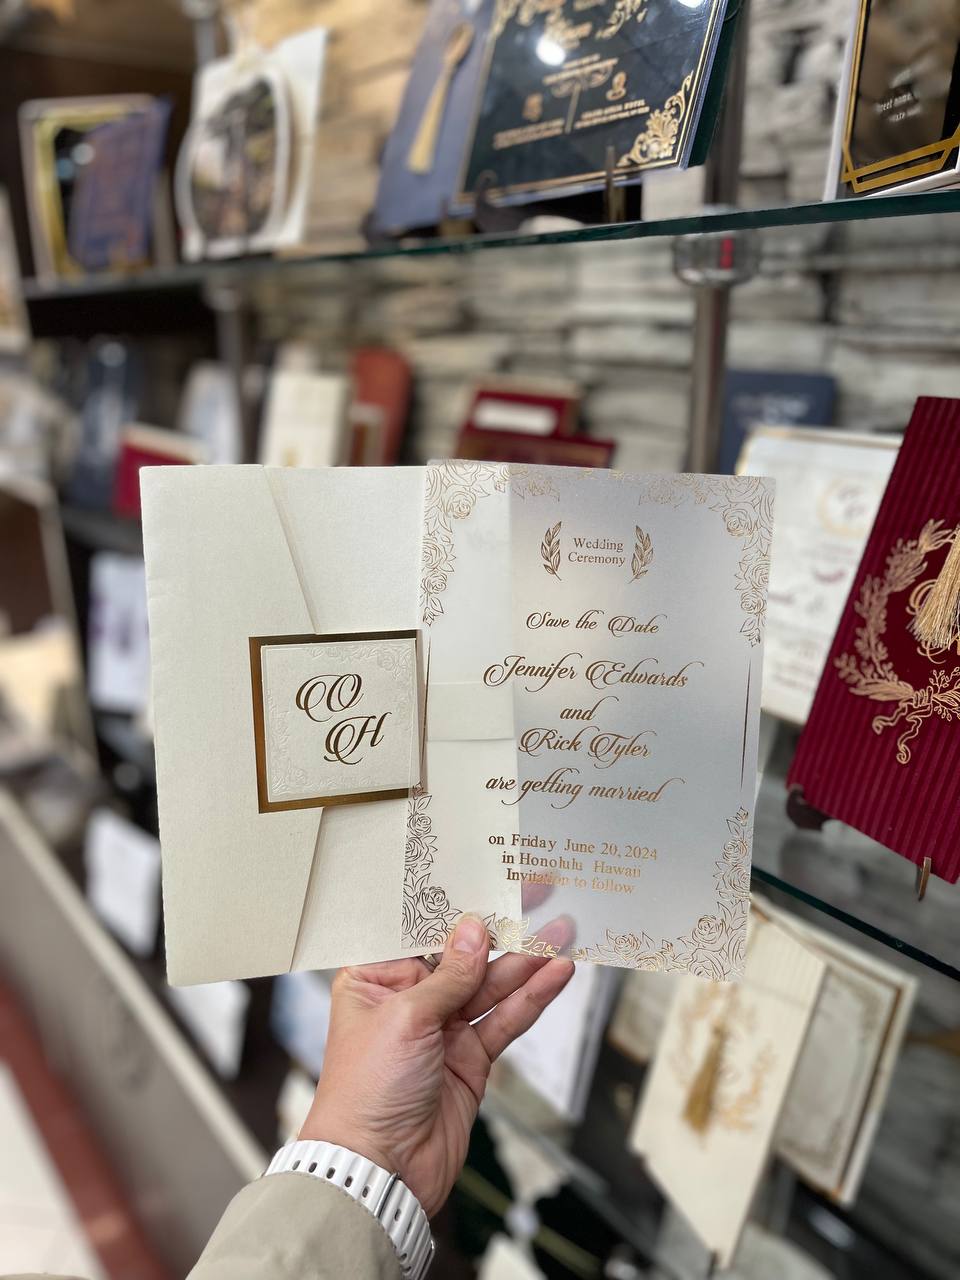 O
H
Wedding
Ceremony
Save the Date
Jennifer Edwards
and
Rick Tyler
are getting married
on Friday June 20, 2024
in Honolulu Hawaii
Invitation to follow